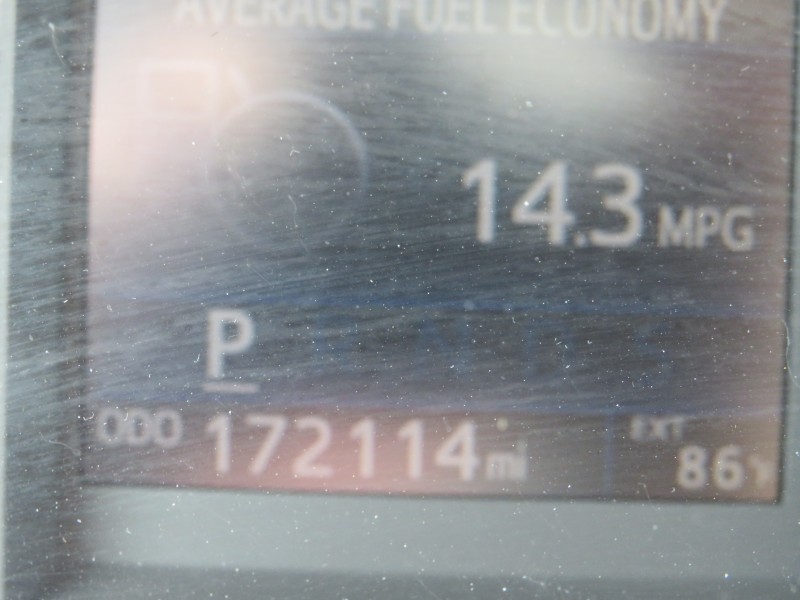 AVERAGE FUEL ECONOMY
14.3 MPG
P
ODO 172114 mi
EXT
86